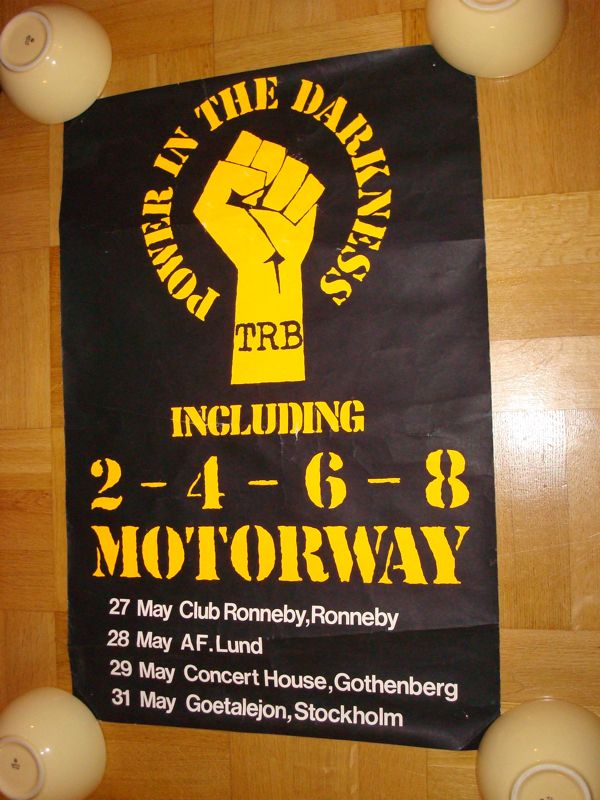 POWER IN THE DARKNESS
TRB
INCLUDING
2 - 4 - 6 - 8
MOTORWAY
27 May Club Ronneby, Ronneby
28 May AF. Lund
29 May Concert House, Gothenberg
31 May Goetalejon, Stockholm